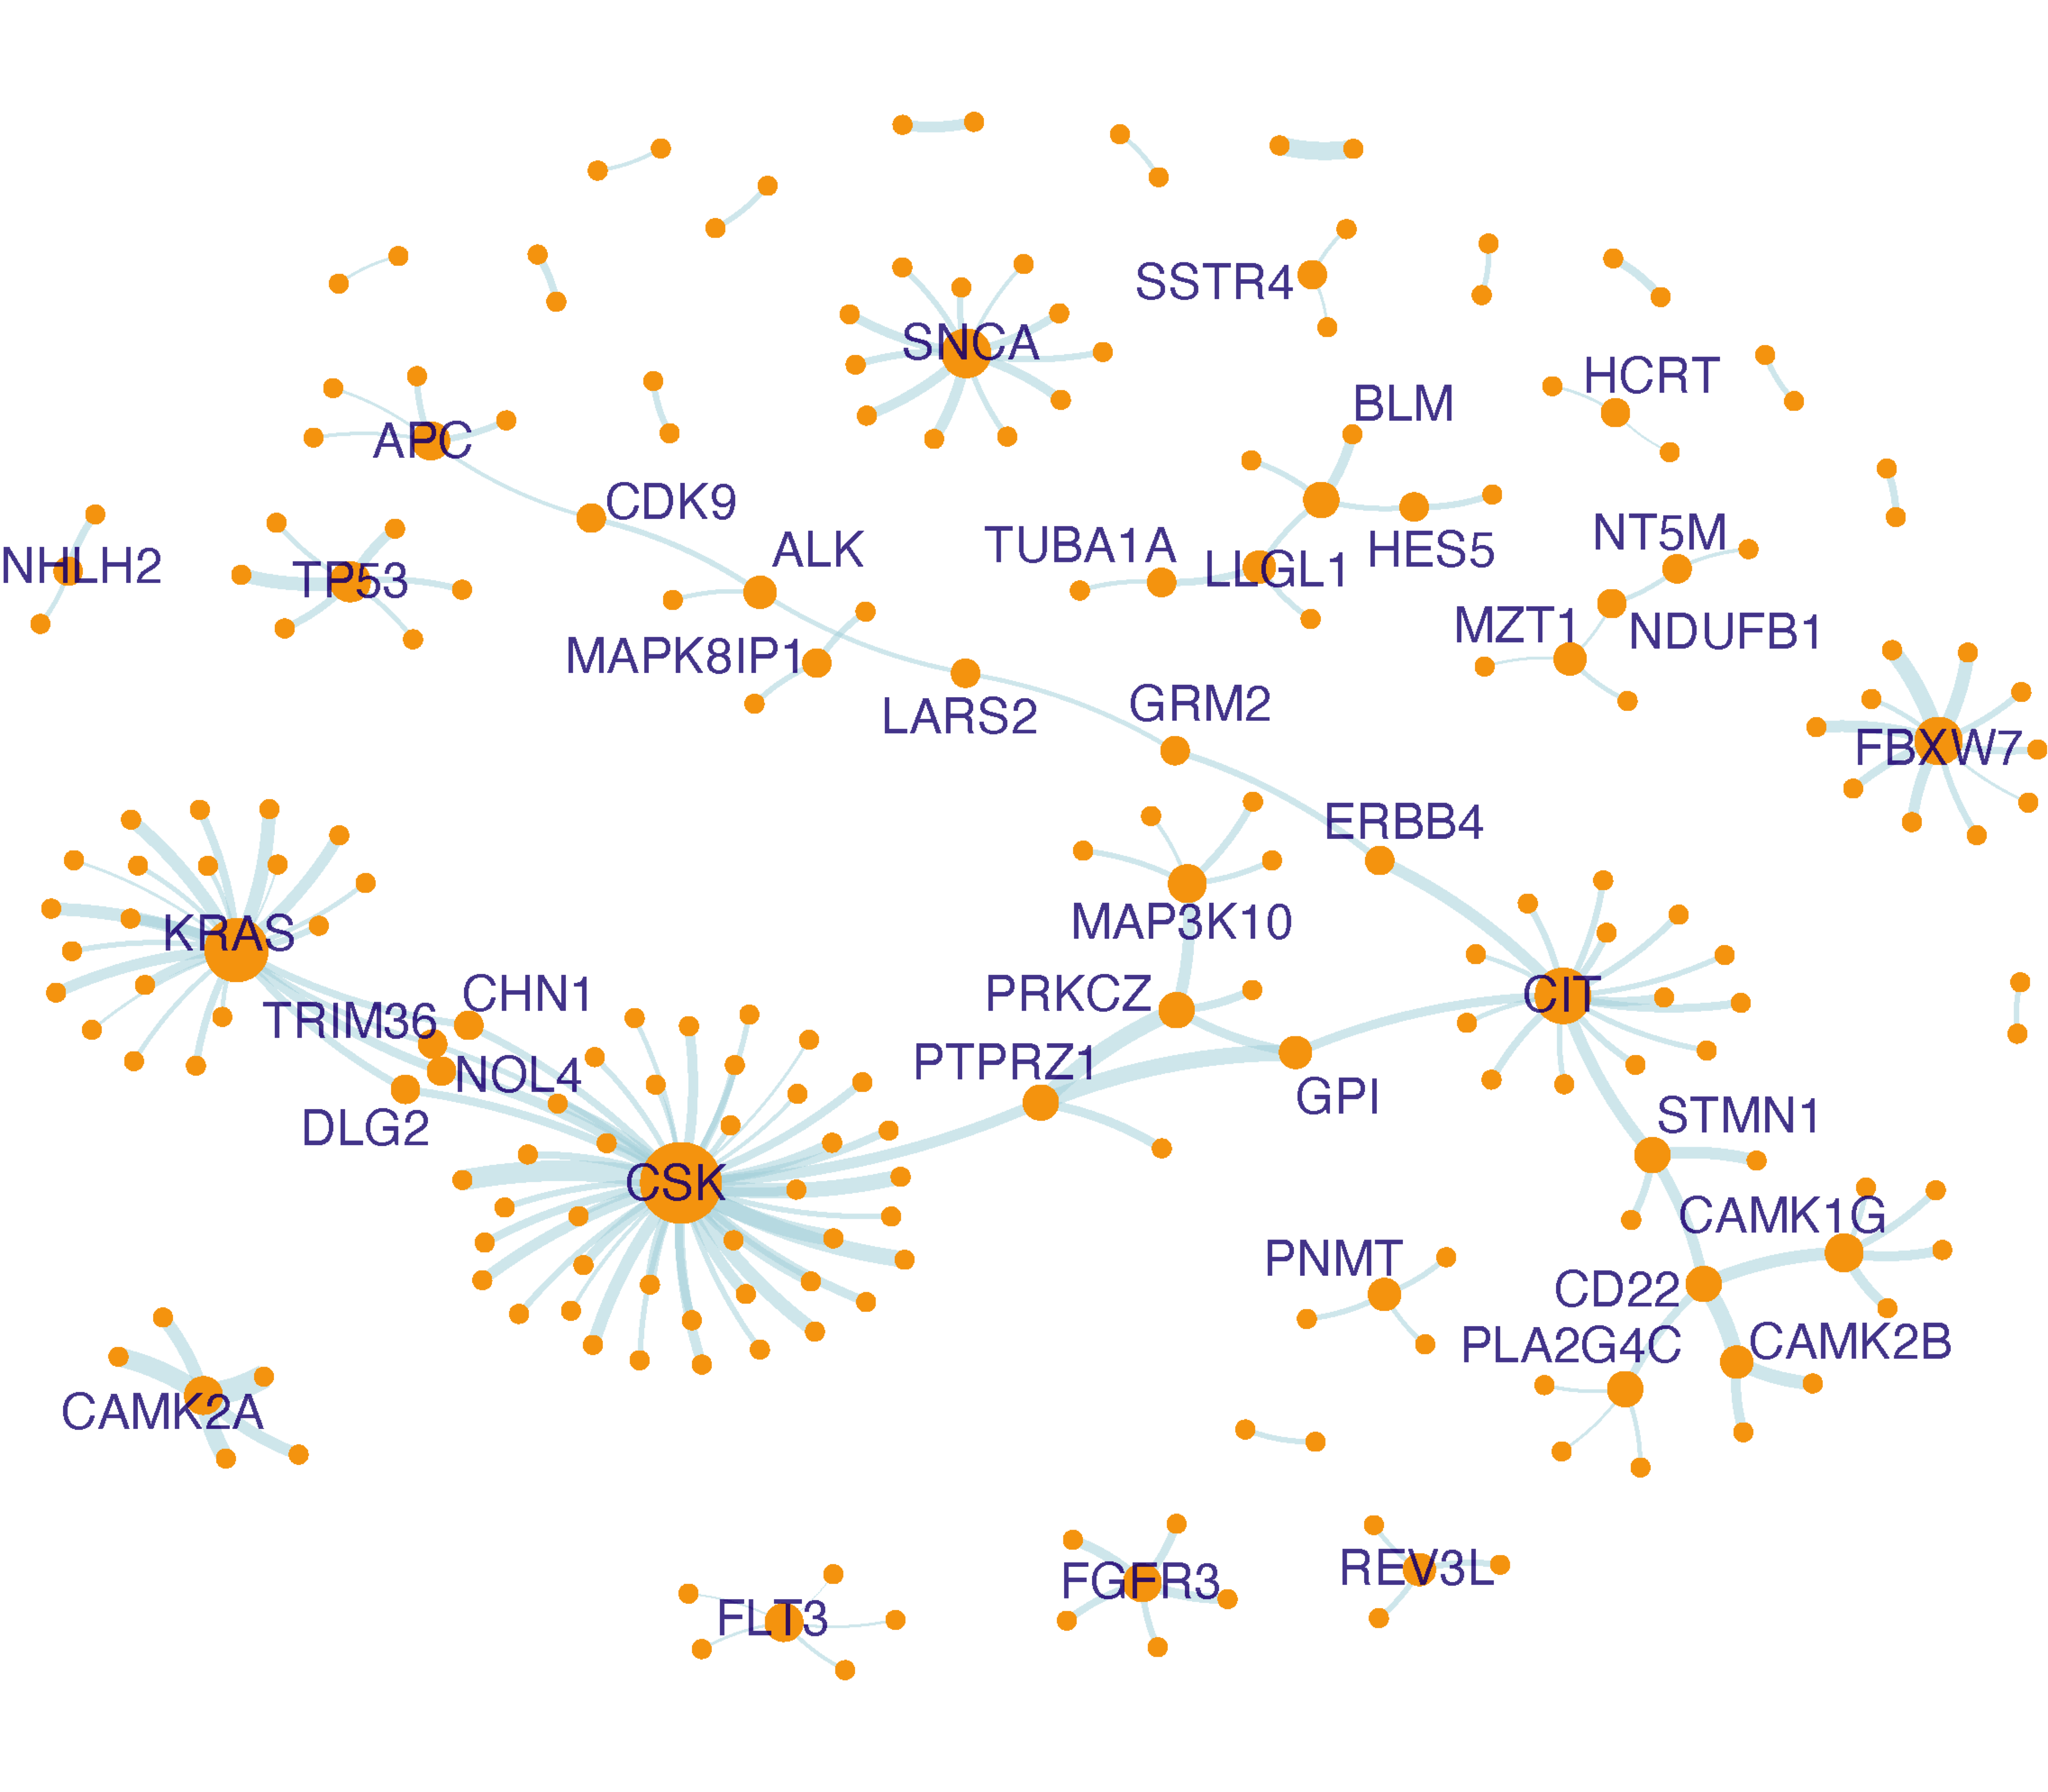 SSTR4
SNCA
HCRT
BLM
APC
CDK9
NT5M
ALK
TUBA1A
HES5
NHLH2
TP53
LLGL1
MZT1
NDUFB1
MAPK8IP1
GRM2
LARS2
FBXW7
ERBB4
MAP3K10
KRAS
CHN1
PRKCZ
CIT
TRIM36
PTPRZ1
NOL4
GPI
STMN1
DLG2
CSK
CAMK1G
PNMT
CD22
PLA2G4C
CAMK2B
CAMK2A
REV3L
FGFR3
FLT3